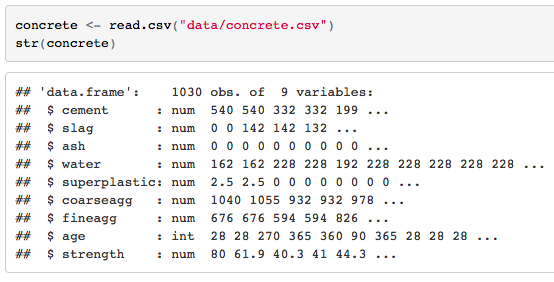 concrete <- read.csv("data/concrete.csv")
str(concrete)
## 'data.frame':    1030 obs. of  9 variables:
##  $ cement      : num  540 540 332 332 199 ...
##  $ slag        : num  0 0 142 142 132 ...
##  $ ash         : num  0 0 0 0 0 0 0 0 0 0 ...
##  $ water       : num  162 162 228 228 192 228 228 228 228 228 ...
##  $ superplastic: num  2.5 2.5 0 0 0 0 0 0 0 0 ...
##  $ coarseagg   : num  1040 1055 932 932 978 ...
##  $ fineagg     : num  676 676 594 594 826 ...
##  $ age         : int  28 28 270 365 360 90 365 28 28 28 ...
##  $ strength    : num  80 61.9 40.3 41 44.3 ...